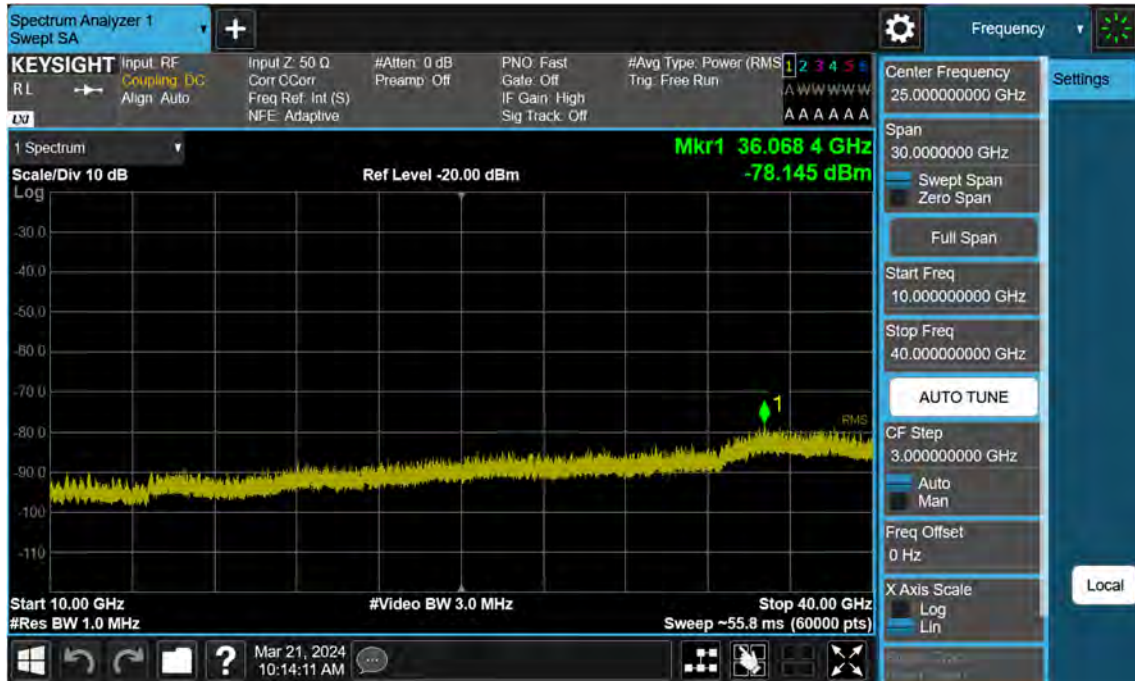 Spectrum Analyzer 1
Swept SA
Frequency
KEYSIGHT
RL
LXI
Input: RF
Coupling: DC
Align: Auto
Input Z: 50 Ω
Corr CCorr
Freq Ref: Int (S)
NFE: Adaptive
#Atten: 0 dB
Preamp: Off
PNO: Fast
Gate: Off
IF Gain: High
Sig Track: Off
#Avg Type: Power (RMS
Trig: Free Run
1 2 3 4 5 6
A W W W W W
A A A A A A
1 Spectrum
Mkr1 36.068 4 GHz
-78.145 dBm
Scale/Div 10 dB
Ref Level -20.00 dBm
Log
-30.0
-40.0
-50.0
-60.0
-70.0
-80.0
-90.0
-100
-110
1
RMS
Start 10.00 GHz
#Video BW 3.0 MHz
Stop 40.00 GHz
#Res BW 1.0 MHz
Sweep ~55.8 ms (60000 pts)
Mar 21, 2024
10:14:11 AM
Center Frequency
25.000000000 GHz
Span
30.0000000 GHz
Swept Span
Zero Span
Full Span
Start Freq
10.000000000 GHz
Stop Freq
40.000000000 GHz
AUTO TUNE
CF Step
3.000000000 GHz
Auto
Man
Freq Offset
0 Hz
X Axis Scale
Log
Lin
Settings
Local